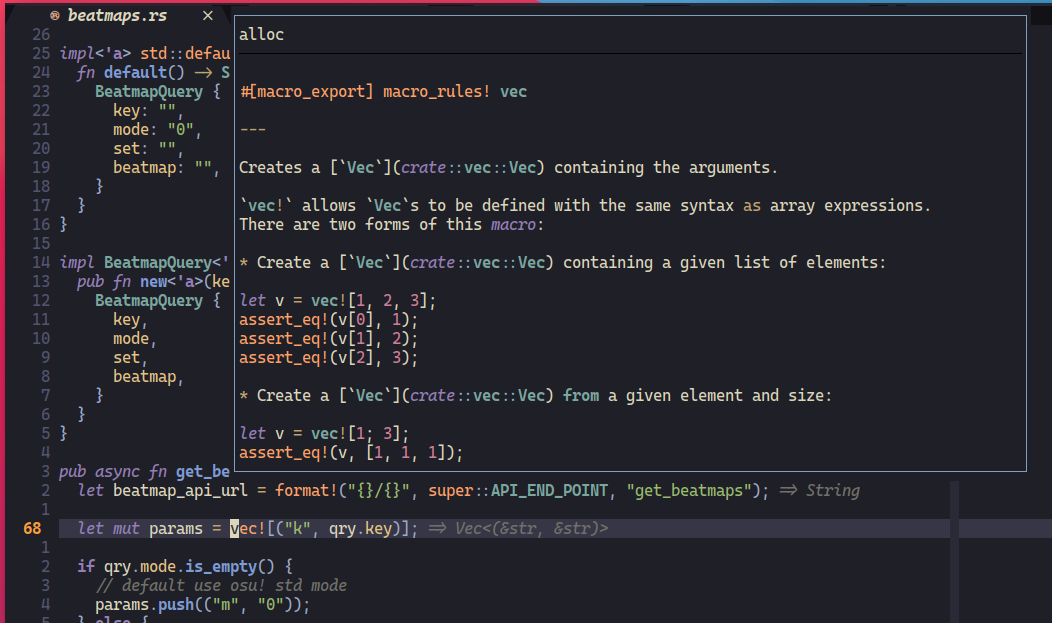 beatmaps.rs ×
26
25 impl<'a> std::defau
24 fn default() -> S
23 BeatmapQuery {
22 key: "",
21 mode: "0",
20 set: "",
19 beatmap: "",
18 }
17 }
16 }
15
14 impl BeatmapQuery<'
13 pub fn new<'a>(ke
12 BeatmapQuery {
11 key,
10 mode,
9 set,
8 beatmap,
7 }
6 }
5 }
4
3 pub async fn get_be
alloc
#[macro_export] macro_rules! vec
---
Creates a [`Vec`](crate::vec::Vec) containing the arguments.
`vec!` allows `Vec`s to be defined with the same syntax as array expressions.
There are two forms of this macro:
* Create a [`Vec`](crate::vec::Vec) containing a given list of elements:
let v = vec![1, 2, 3];
assert_eq!(v[0], 1);
assert_eq!(v[1], 2);
assert_eq!(v[2], 3);
* Create a [`Vec`](crate::vec::Vec) from a given element and size:
let v = vec![1; 3];
assert_eq!(v, [1, 1, 1]);
2 let beatmap_api_url = format!("{}/{}", super::API_END_POINT, "get_beatmaps"); => String
1
68 let mut params = vec![("k", qry.key)]; => Vec<(&str, &str)>
1
2 if qry.mode.is_empty() {
3 // default use osu! std mode
4 params.push(("m", "0"));
5 } else {